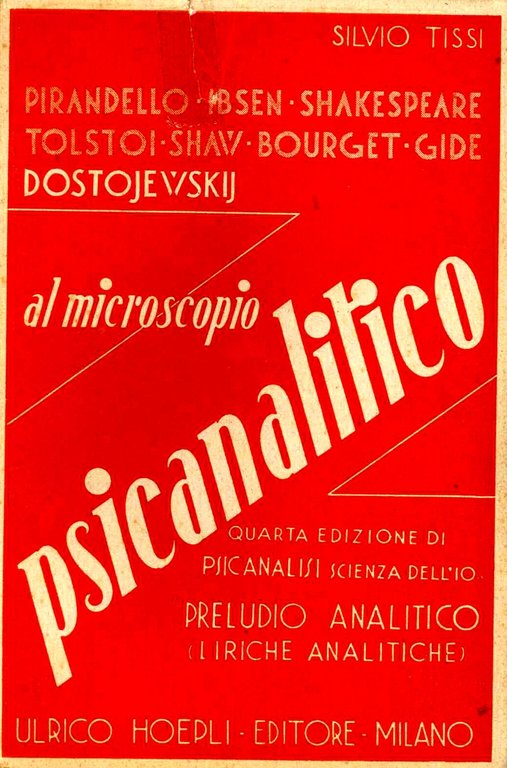 SILVIO TISSI
PIRANDELLO · IBSEN · SHAKESPEARE
TOLSTOI · SHAW · BOURGET · GIDE
DOSTOJEWSKIJ
al microscopio
psicanalitico
QUARTA EDIZIONE DI
PSICANALISI SCIENZA DELL'IO
PRELUDIO ANALITICO
(LIRICHE ANALITICHE)
ULRICO HOEPLI - EDITORE - MILANO